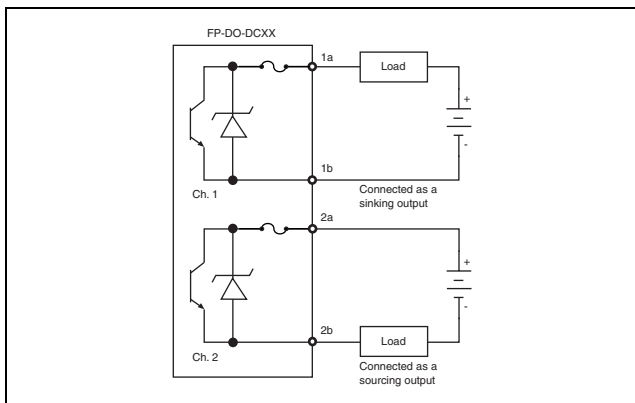 FP-DO-DCXX
1a
Load
+
-
1b
Ch. 1
Connected as a
sinking output
2a
+
-
2b
Load
Ch. 2
Connected as a
sourcing output